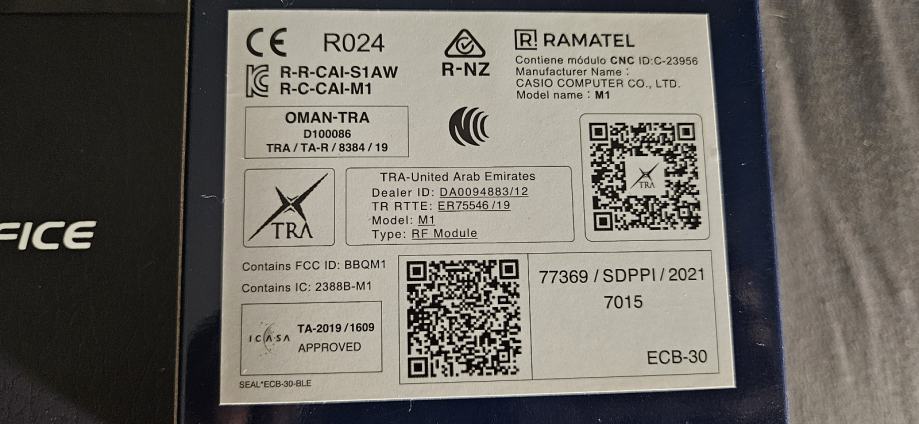 CE R024
R-R-CAI-S1AW
R-C-CAI-M1
R-NZ
R! RAMATEL
Contiene módulo CNC ID:C-23956
Manufacturer Name :
CASIO COMPUTER CO., LTD.
Model name : M1
OMAN-TRA
D100086
TRA / TA-R / 8384 / 19
TRA
TRA-United Arab Emirates
Dealer ID: DA0094883/12
TR RTTE: ER75546/19
Model: M1
Type: RF Module
TRA
FICE
Contains FCC ID: BBQM1
Contains IC: 2388B-M1
ICASA
TA-2019/1609
APPROVED
77369/SDPPI/2021
7015
ECB-30
SEAL*ECB-30-BLE